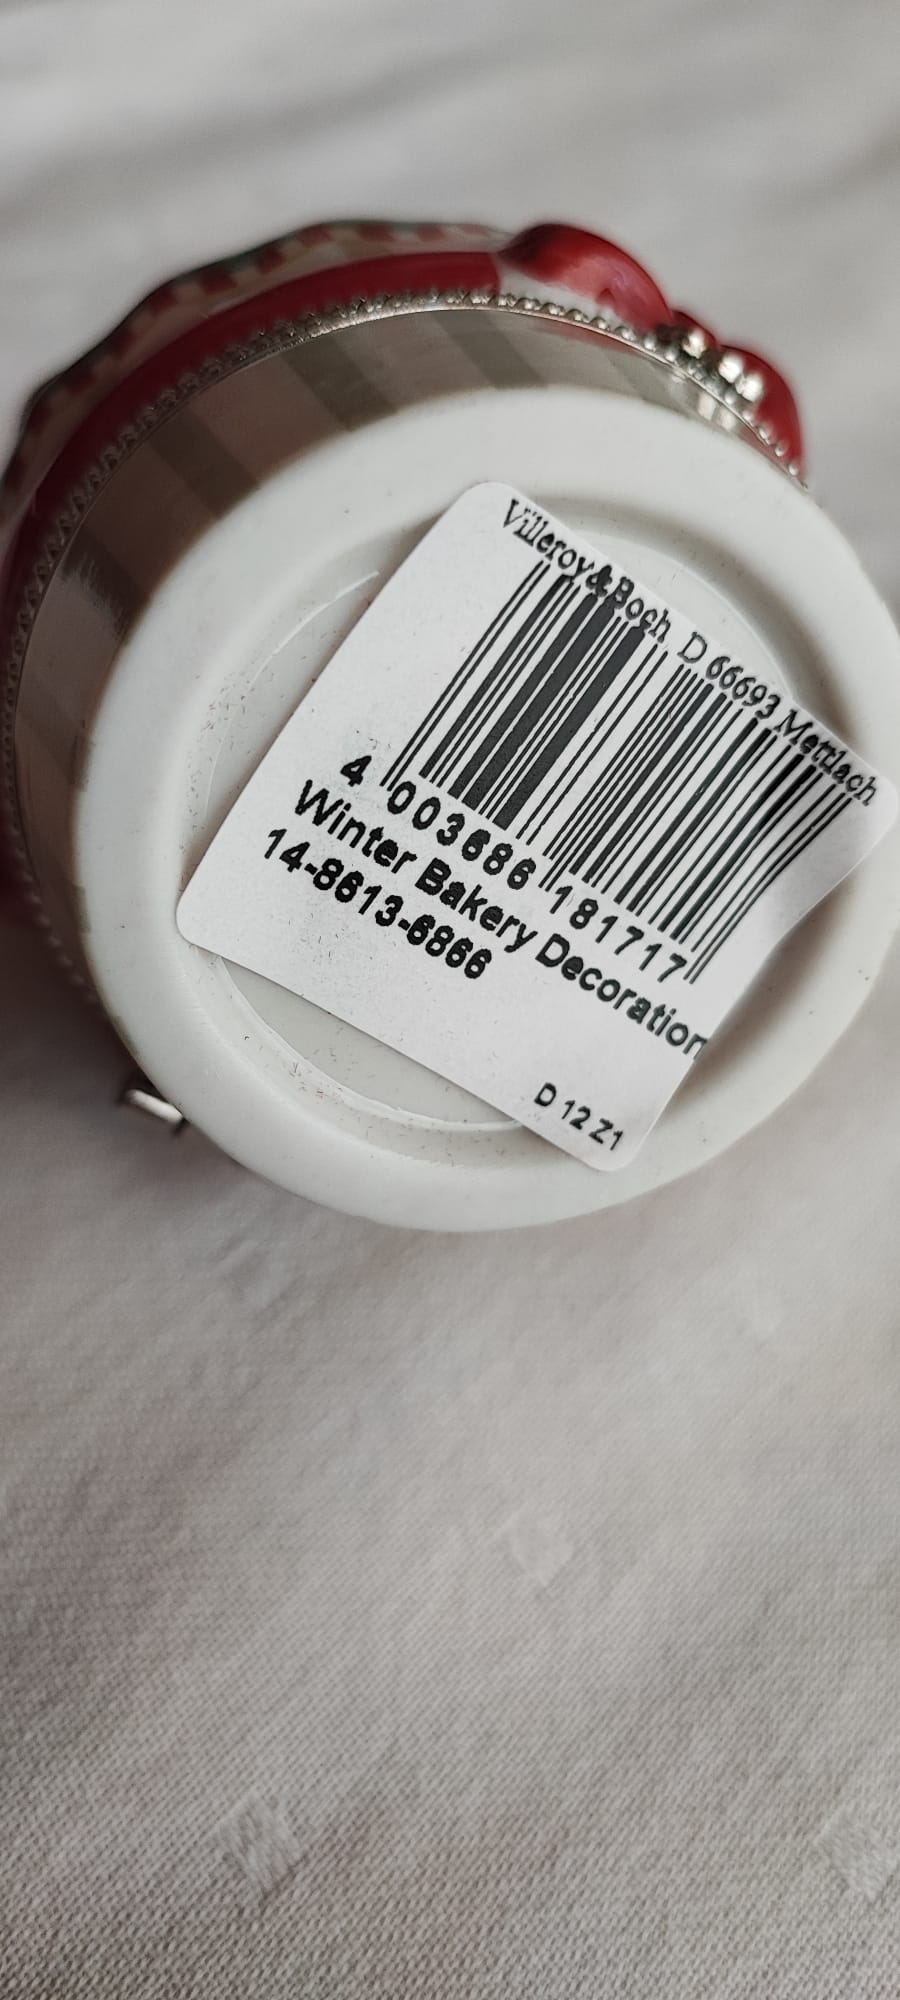 Villeroy&Boch D 66693 Mettlach
4 003686 181717
Winter Bakery Decoration
14-8613-6866
D 12 Z1